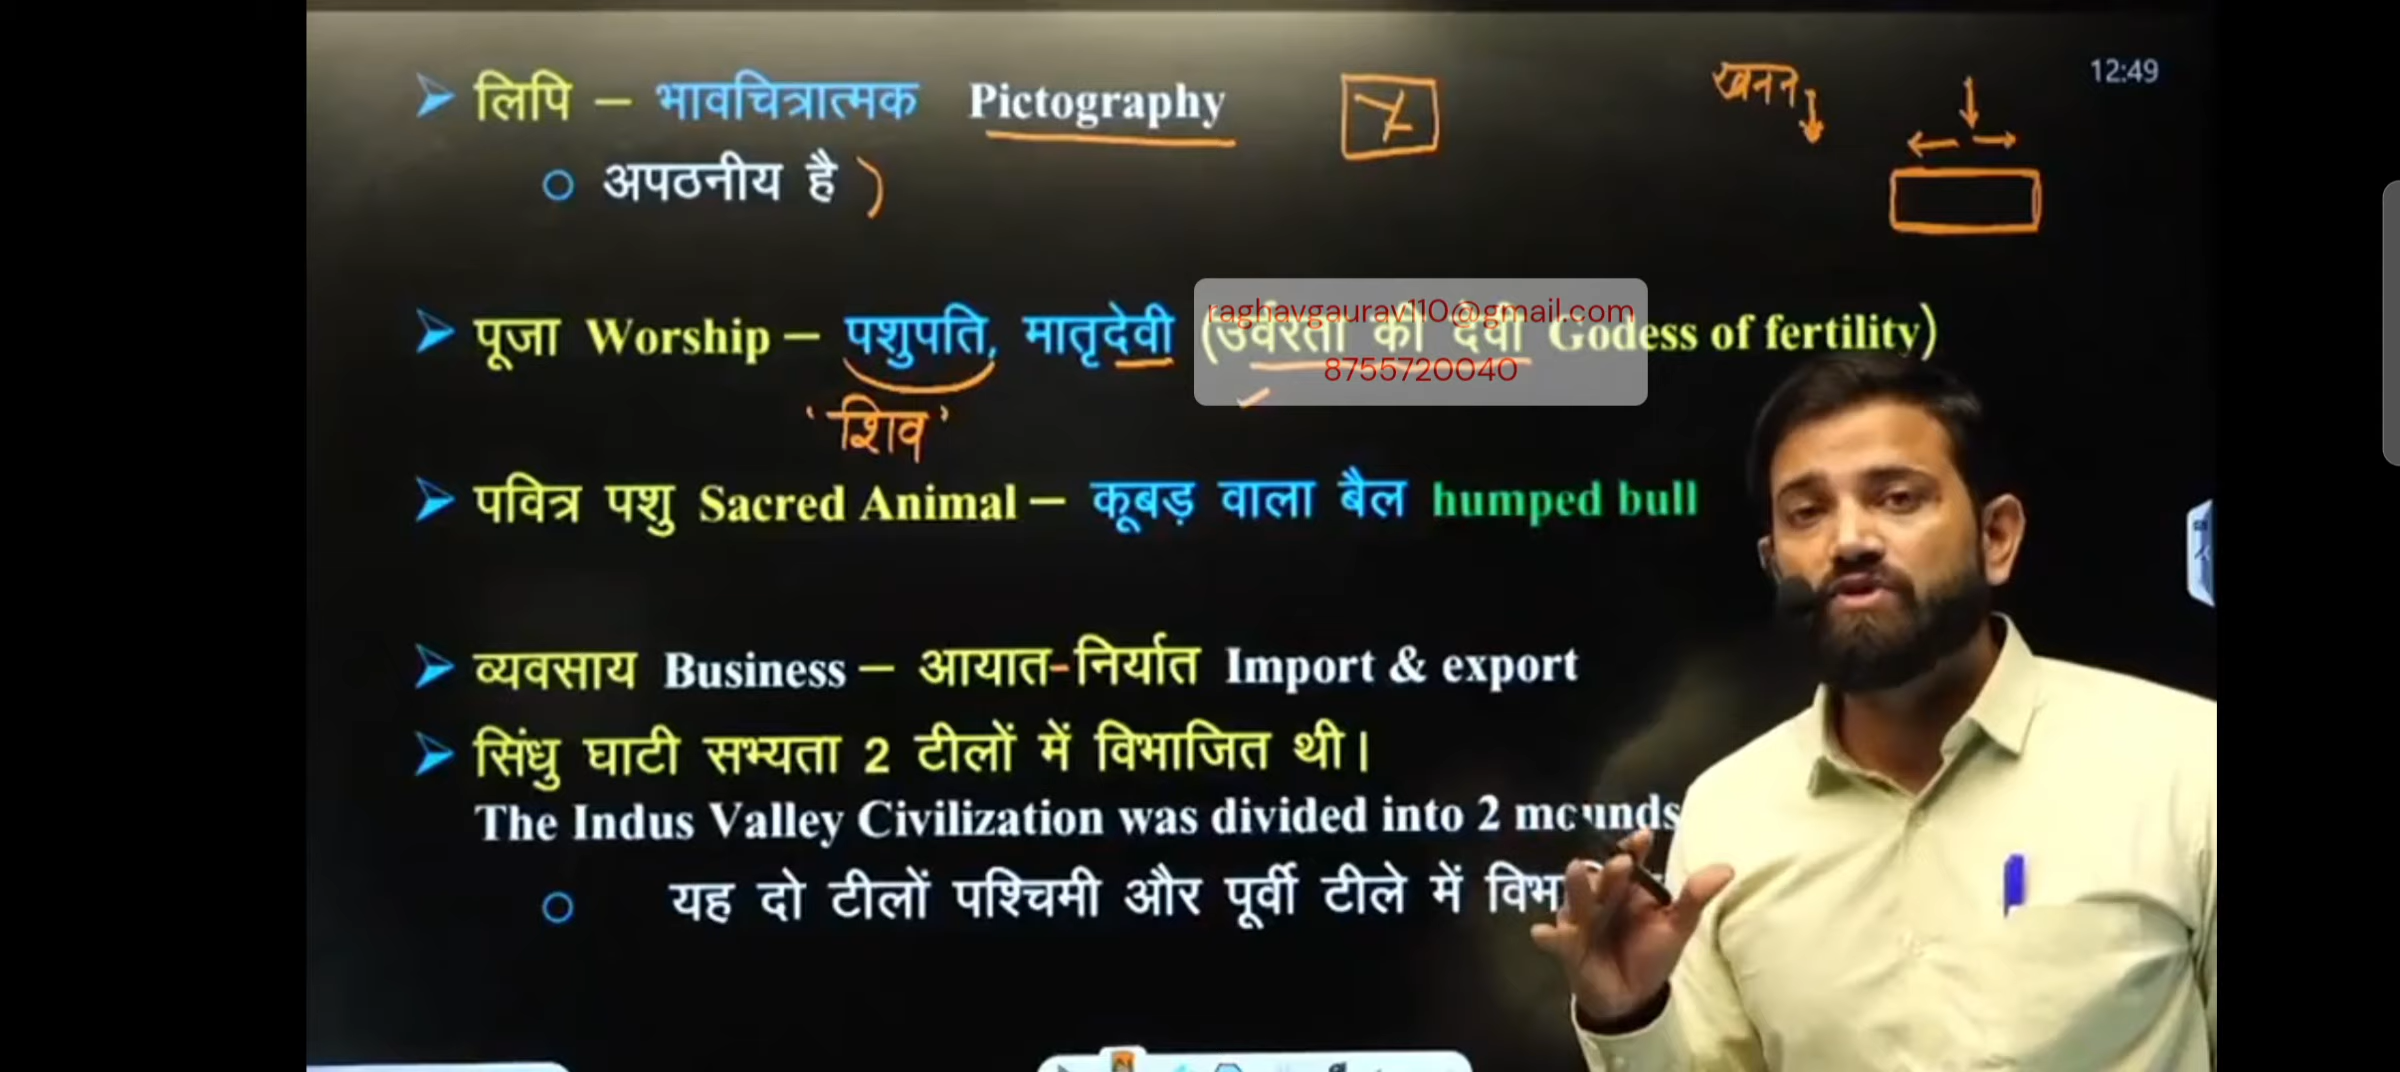 12:49
➤ लिपि – भावचित्रात्मक Pictography
खनन
○ अपठनीय है )
➤ पूजा Worship – पशुपति, मातृदेवी (उर्वरता की देवी Godess of fertility)
raghavgaurav110@gmail.com
8755720040
'शिव'
➤ पवित्र पशु Sacred Animal – कूबड़ वाला बैल humped bull
➤ व्यवसाय Business – आयात-निर्यात Import & export
➤ सिंधु घाटी सभ्यता 2 टीलों में विभाजित थी।
The Indus Valley Civilization was divided into 2 mounds
○ यह दो टीलों पश्चिमी और पूर्वी टीले में